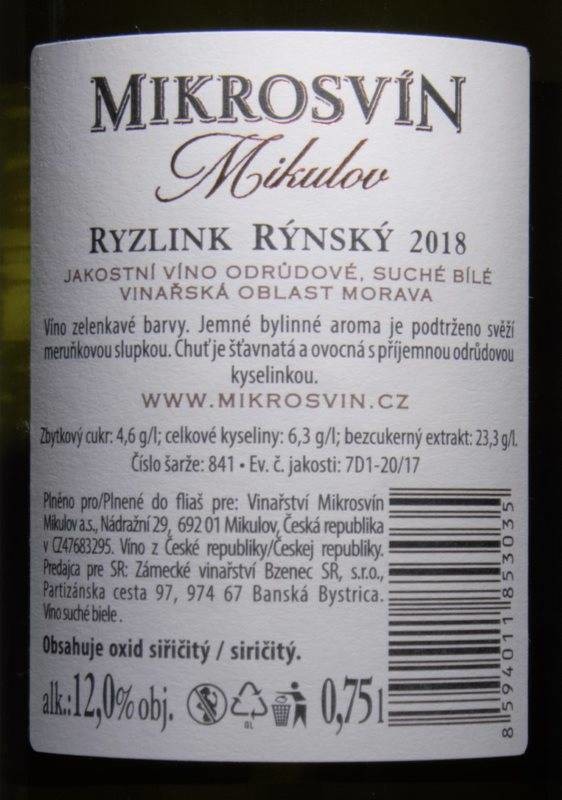 MIKROSVÍN
Mikulov
RYZLINK RÝNSKÝ 2018
JAKOSTNÍ VÍNO ODRŮDOVÉ, SUCHÉ BÍLÉ
VINAŘSKÁ OBLAST MORAVA
Víno zelenkavé barvy. Jemné bylinné aroma je podtrženo svěží
meruňkovou slupkou. Chuť je šťavnatá a ovocná s příjemnou odrůdovou
kyselinkou.
WWW.MIKROSVIN.CZ
Zbytkový cukr: 4,6 g/l; celkové kyseliny: 6,3 g/l; bezcukerný extrakt: 23,3 g/l.
Číslo šarže: 841 • Ev. č. jakosti: 7D1-20/17
Plněno pro/Plnené do fliaš pre: Vinařství Mikrosvín
Mikulov a.s., Nádražní 29, 692 01 Mikulov, Česká republika
v CZ47683295. Víno z České republiky/Českej republiky.
Predajca pre SR: Zámecké vinařství Bzenec SR, s.r.o.,
Partizánska cesta 97, 974 67 Banská Bystrica.
Víno suché biele .
Obsahuje oxid siřičitý / siričitý.
alk.:12,0% obj.
GL
0,75 l
8594011853035